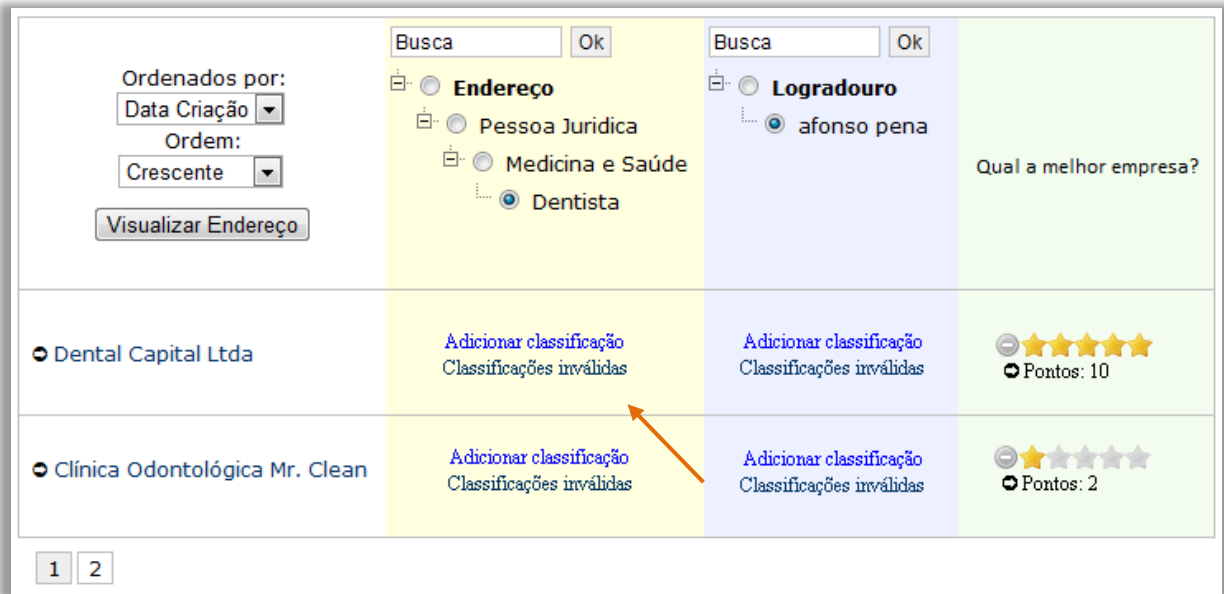 Ordenados por:
Data Criação
Ordem:
Crescente
Visualizar Endereço
Busca Ok
Endereço
Pessoa Juridica
Medicina e Saúde
Dentista
Busca Ok
Logradouro
afonso pena
Qual a melhor empresa?
Dental Capital Ltda
Adicionar classificação
Classificações inválidas
Adicionar classificação
Classificações inválidas
Pontos: 10
Clínica Odontológica Mr. Clean
Adicionar classificação
Classificações inválidas
Adicionar classificação
Classificações inválidas
Pontos: 2
1 2